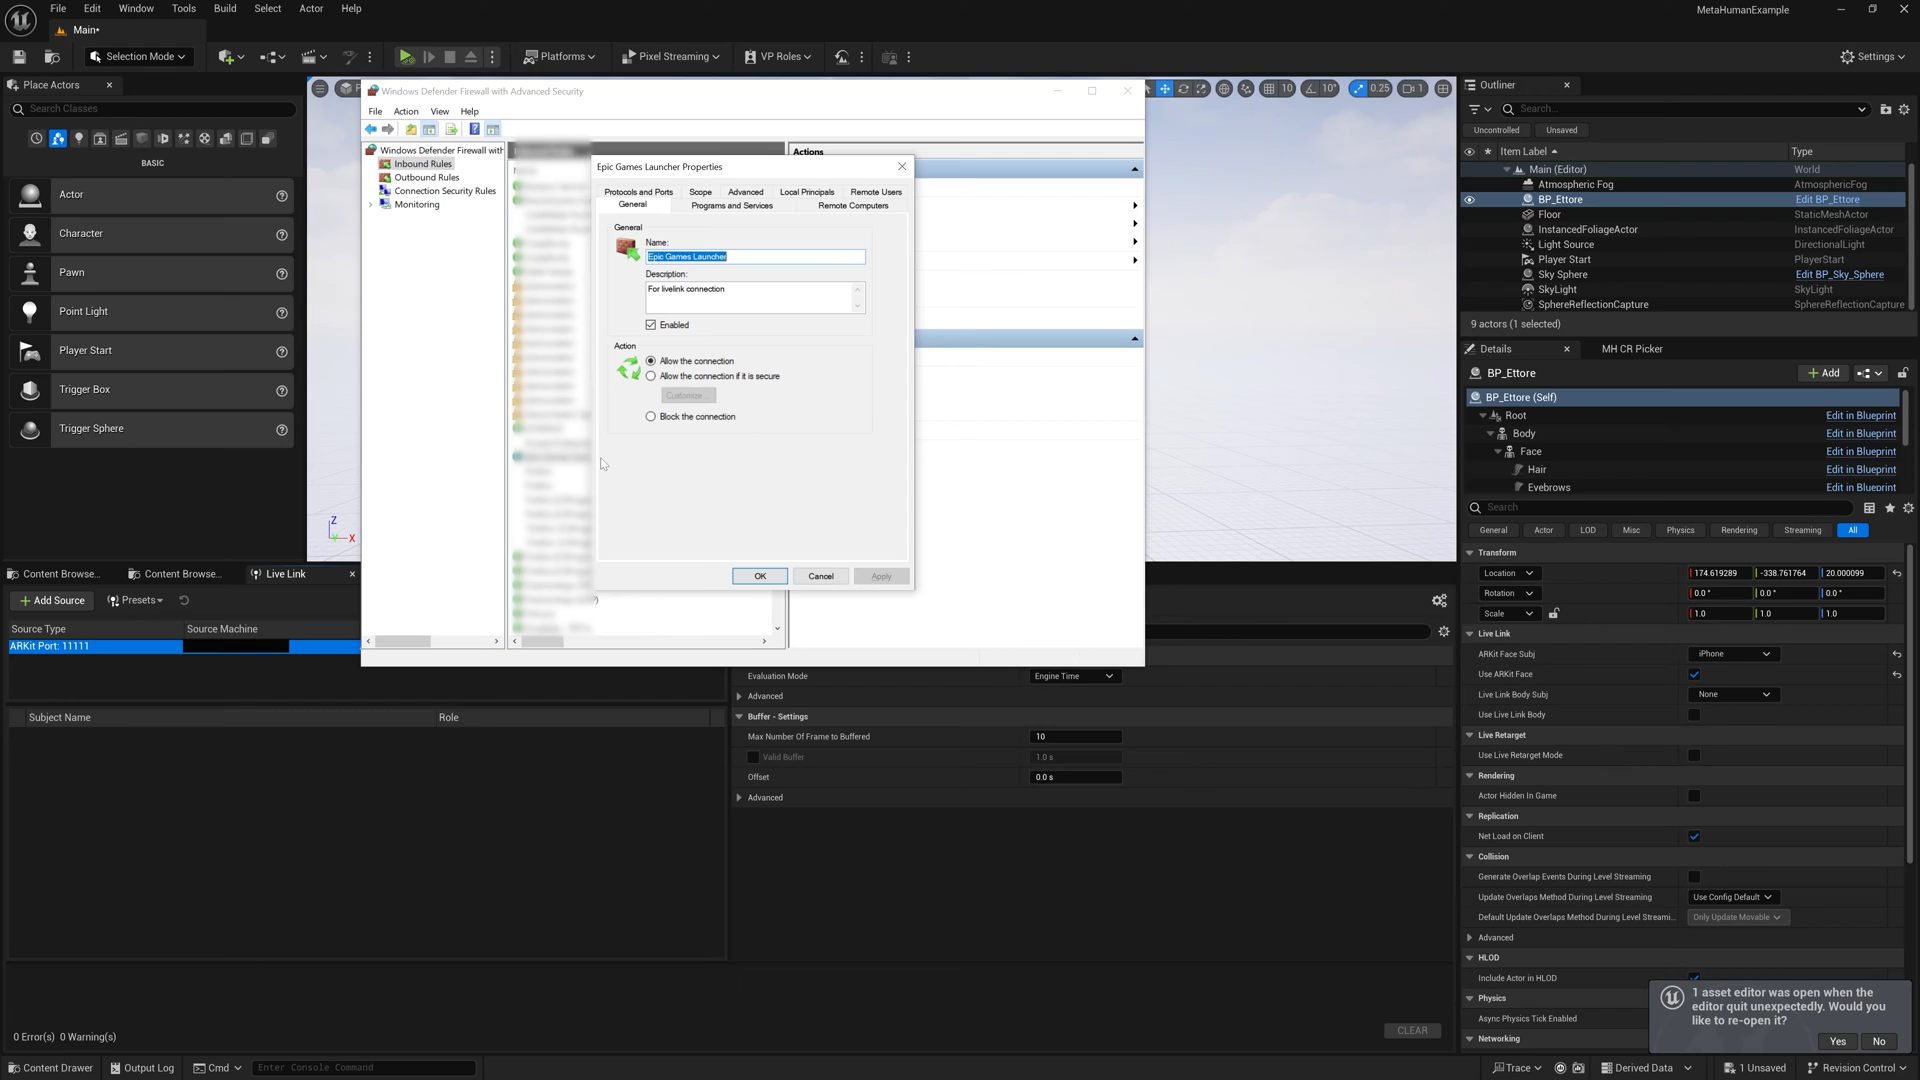 File Edit Window Tools Build Select Actor Help
MetaHumanExample
Main*
Selection Mode
Platforms
Pixel Streaming
VP Roles
Settings
Place Actors
Search Classes
BASIC
Actor
Character
Pawn
Point Light
Player Start
Trigger Box
Trigger Sphere
Windows Defender Firewall with Advanced Security
File Action View Help
Windows Defender Firewall with
Inbound Rules
Outbound Rules
Connection Security Rules
Monitoring
Actions
Epic Games Launcher Properties
Protocols and Ports Scope Advanced Local Principals Remote Users
General Programs and Services Remote Computers
General
Name:
Epic Games Launcher
Description:
For livelink connection
Enabled
Action
Allow the connection
Allow the connection if it is secure
Customize...
Block the connection
OK Cancel Apply
10 10° 0.25 1
Z
Y
X
Outliner
Search...
Uncontrolled Unsaved
Item Label Type
Main (Editor) World
Atmospheric Fog AtmosphericFog
BP_Ettore Edit BP_Ettore
Floor StaticMeshActor
InstancedFoliageActor InstancedFoliageActor
Light Source DirectionalLight
Player Start PlayerStart
Sky Sphere Edit BP_Sky_Sphere
SkyLight SkyLight
SphereReflectionCapture SphereReflectionCapture
9 actors (1 selected)
Details MH CR Picker
BP_Ettore
Add
BP_Ettore (Self)
Root Edit in Blueprint
Body Edit in Blueprint
Face Edit in Blueprint
Hair Edit in Blueprint
Eyebrows Edit in Blueprint
Search
General Actor LOD Misc Physics Rendering Streaming All
Transform
Location 174.619289 -338.761764 20.000099
Rotation 0.0 ° 0.0 ° 0.0 °
Scale 1.0 1.0 1.0
Live Link
ARKit Face Subj iPhone
Use ARKit Face
Live Link Body Subj None
Use Live Link Body
Live Retarget
Use Live Retarget Mode
Rendering
Actor Hidden In Game
Replication
Net Load on Client
Collision
Generate Overlap Events During Level Streaming
Update Overlaps Method During Level Streaming Use Config Default
Default Update Overlaps Method During Level Streami... Only Update Movable
Advanced
HLOD
Include Actor in HLOD
Physics
Async Physics Tick Enabled
Networking
1 asset editor was open when the
editor quit unexpectedly. Would you
like to re-open it?
Yes No
Content Browse... Content Browse... Live Link
Add Source Presets
Source Type Source Machine
ARKit Port: 11111
Subject Name Role
Evaluation Mode Engine Time
Advanced
Buffer - Settings
Max Number Of Frame to Buffered 10
Valid Buffer 1.0 s
Offset 0.0 s
Advanced
0 Error(s) 0 Warning(s)
CLEAR
Content Drawer Output Log Cmd Enter Console Command
Trace Derived Data 1 Unsaved Revision Control